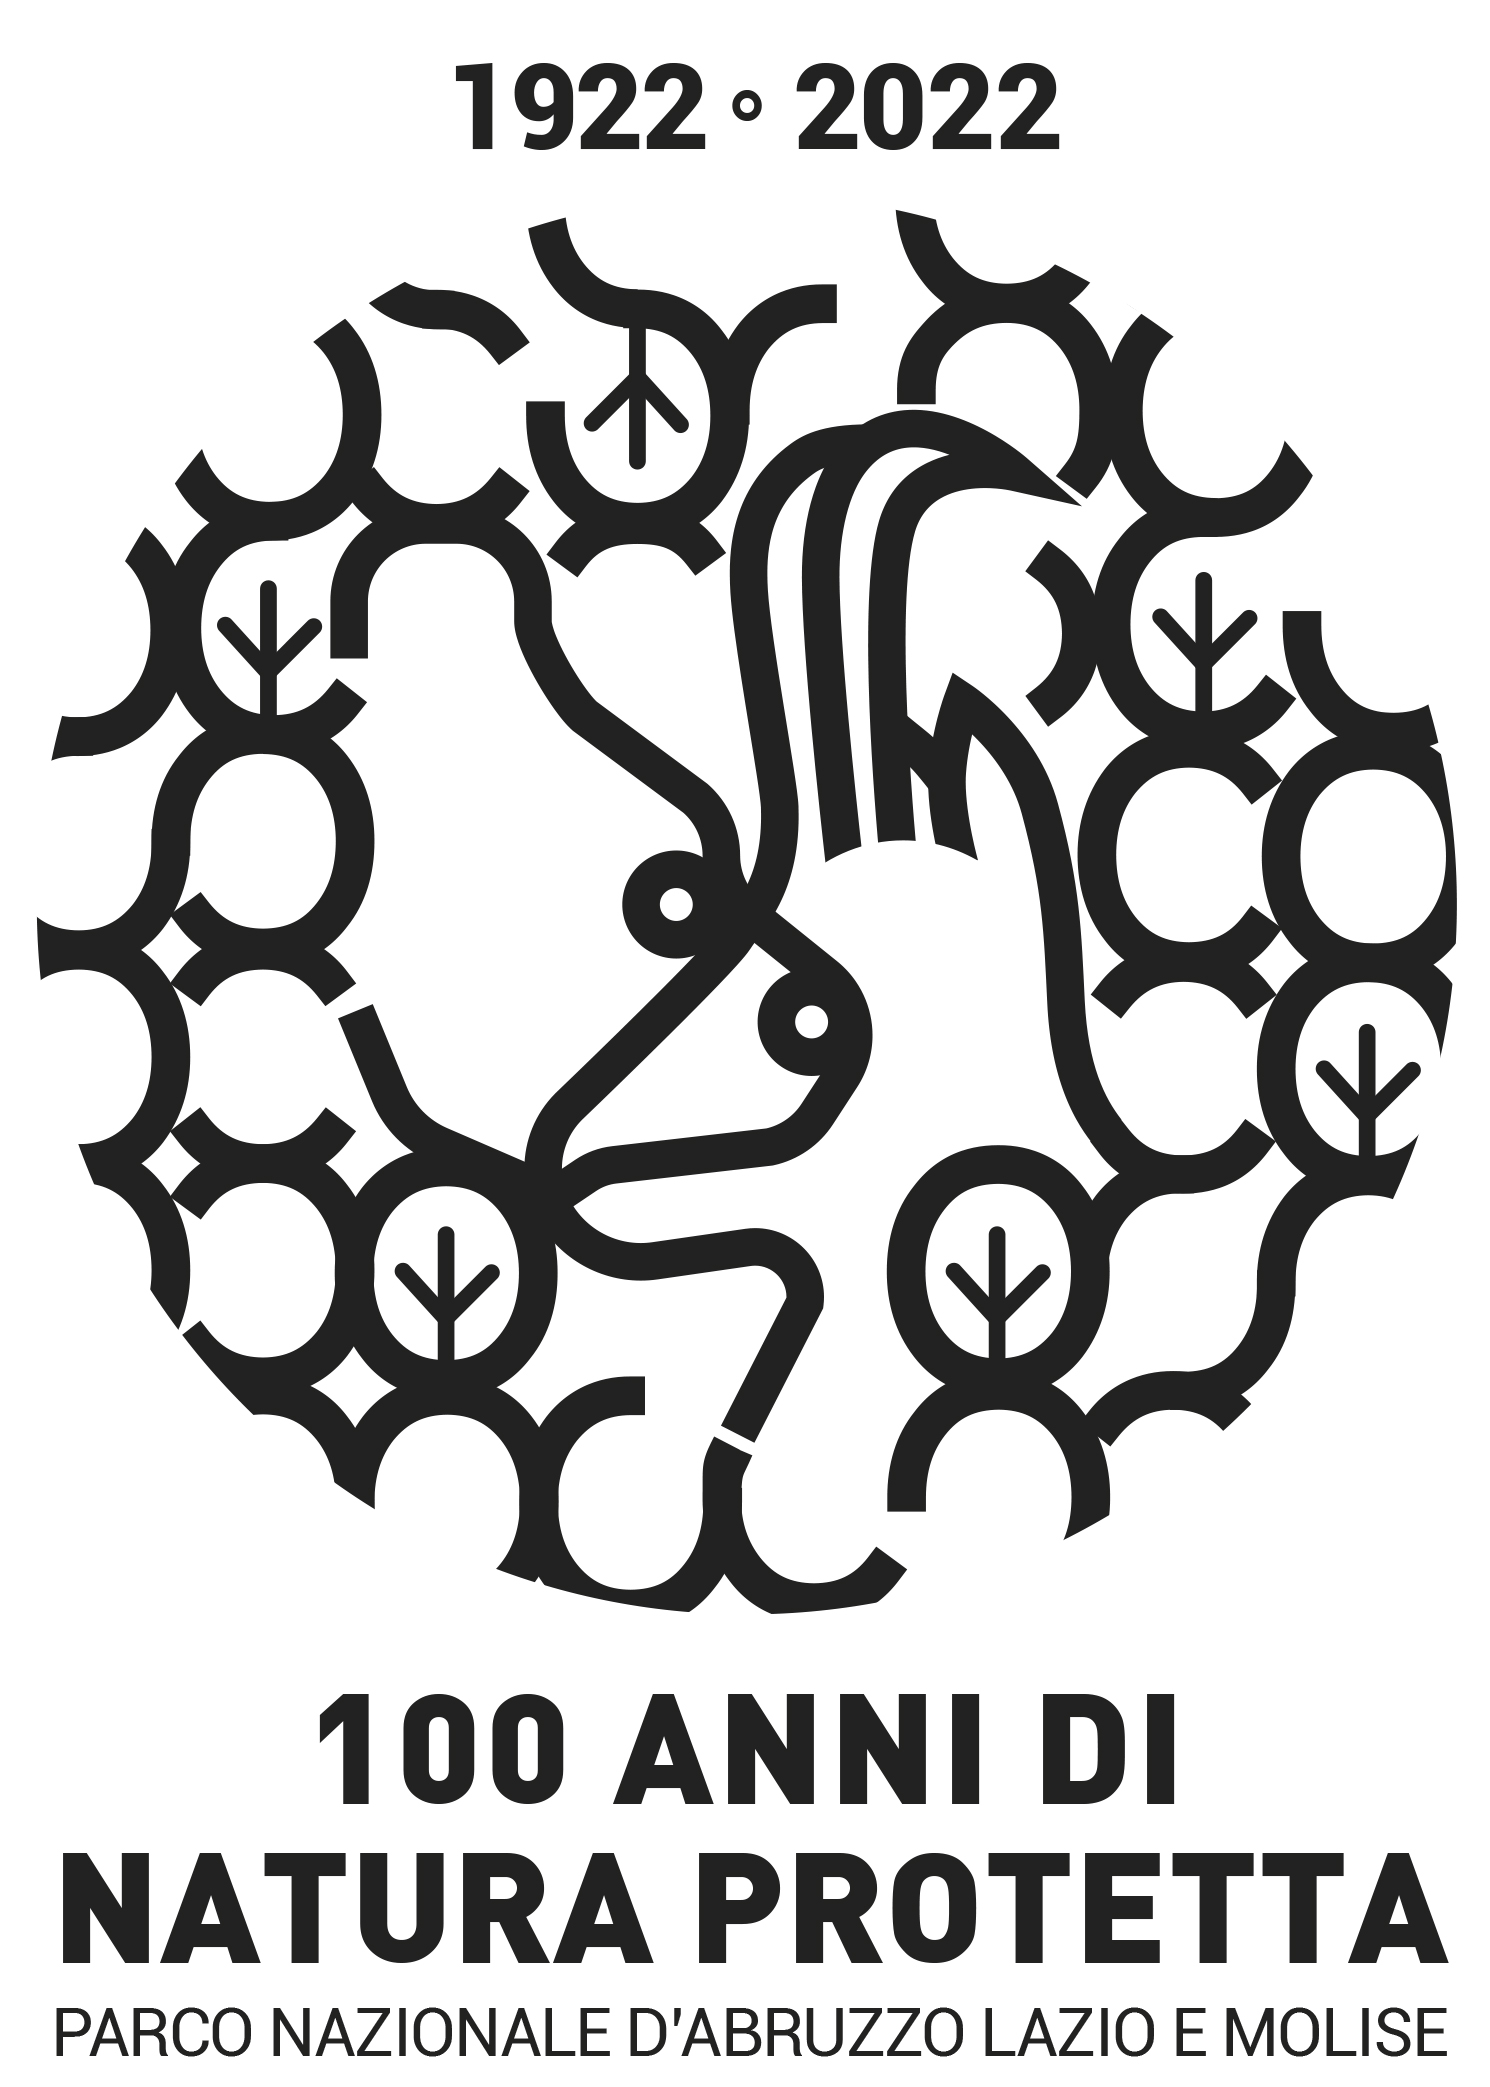 1922 ° 2022
100 ANNI DI
NATURA PROTETTA
PARCO NAZIONALE D'ABRUZZO LAZIO E MOLISE